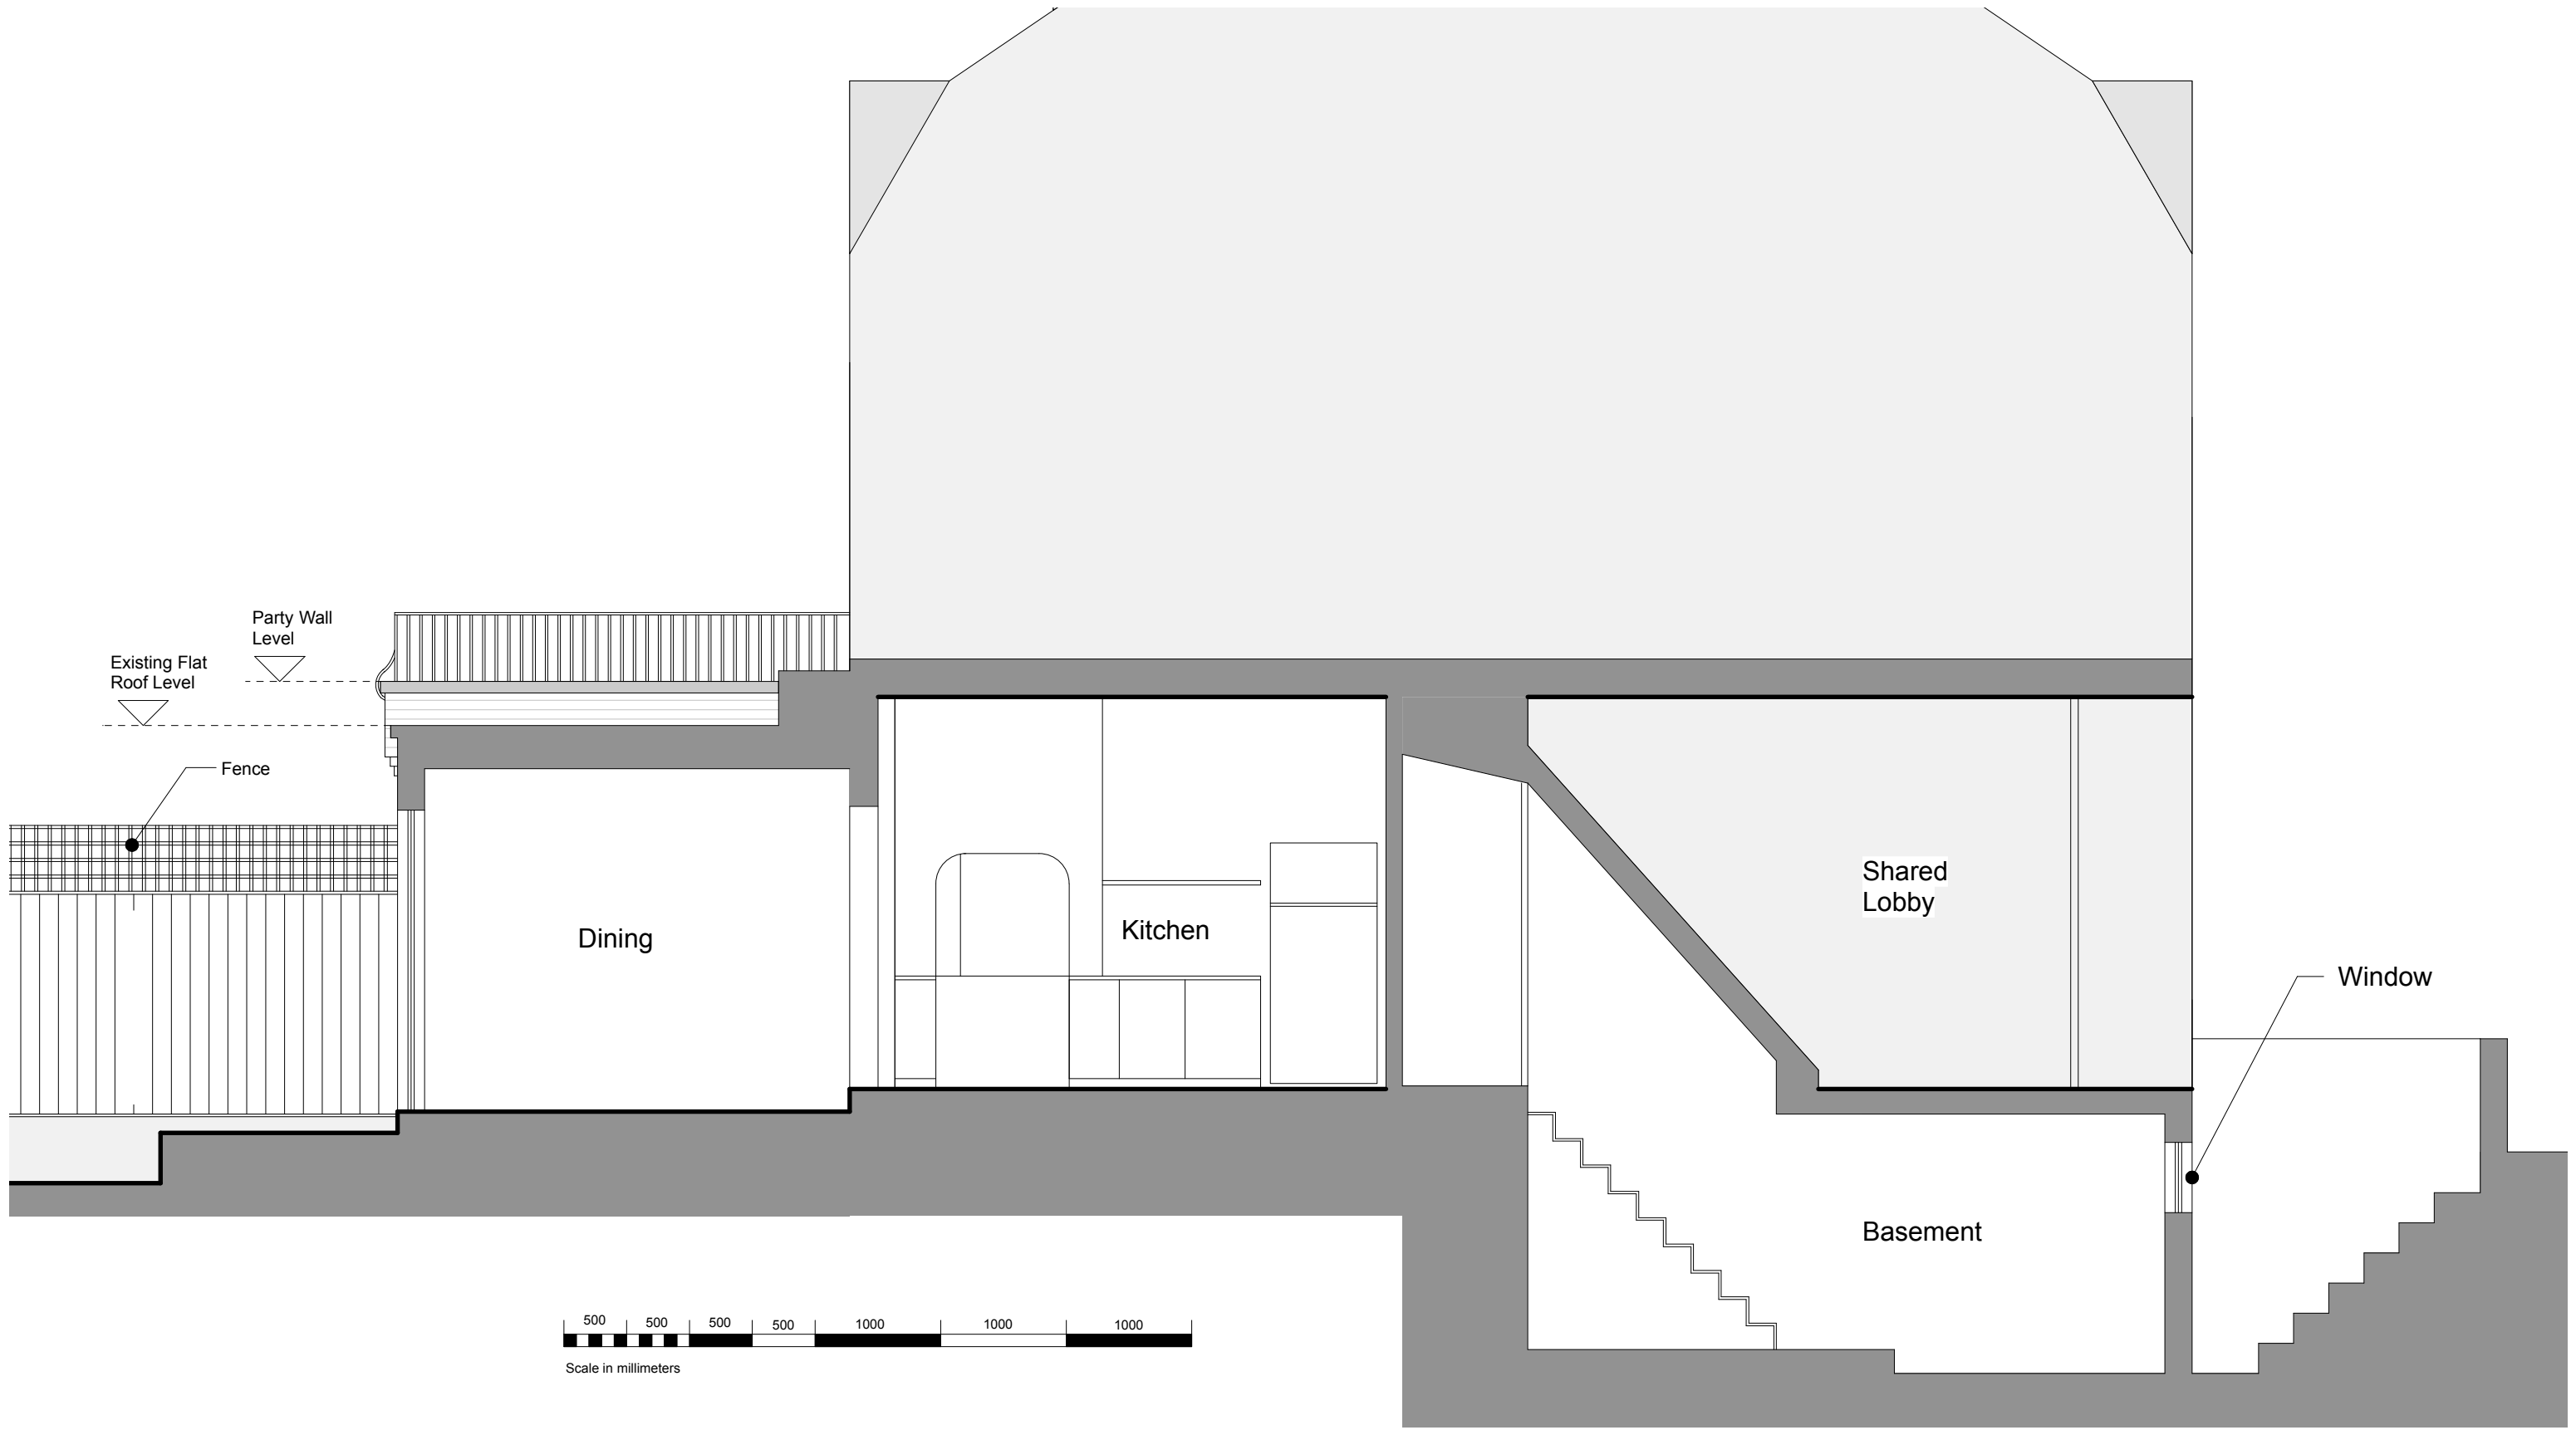 Party Wall
Level
Existing Flat
Roof Level
Fence
Dining
Kitchen
Shared
Lobby
Window
Basement
500 500 500 500 1000 1000 1000
Scale in millimeters